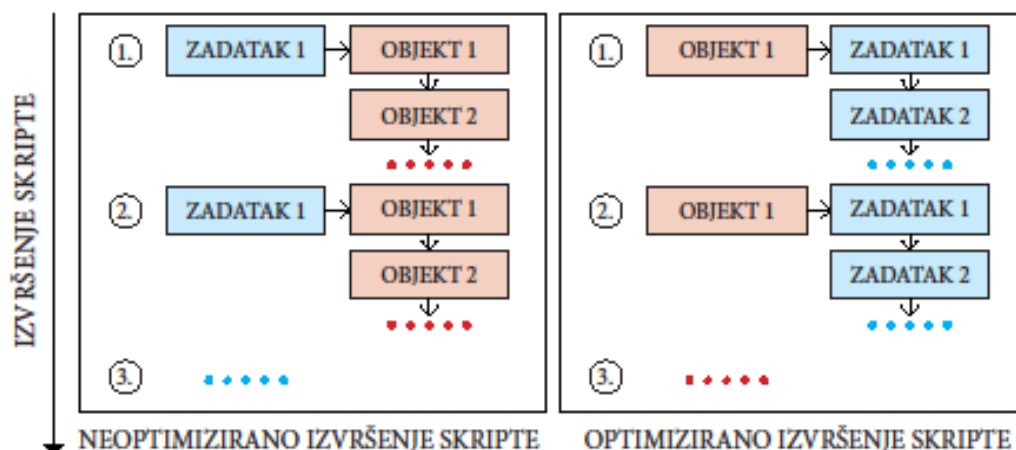 IZVRŠENJE SKRIPTE
1. ZADATAK 1 OBJEKT 1
OBJEKT 2
2. ZADATAK 1 OBJEKT 1
OBJEKT 2
3.
NEOPTIMIZIRANO IZVRŠENJE SKRIPTE
1. OBJEKT 1 ZADATAK 1
ZADATAK 2
2. OBJEKT 1 ZADATAK 1
ZADATAK 2
3.
OPTIMIZIRANO IZVRŠENJE SKRIPTE